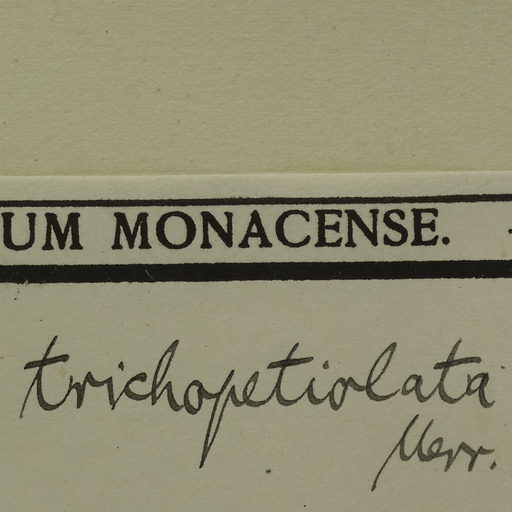 UM MONACENSE.
trichopetiolata
Merr.